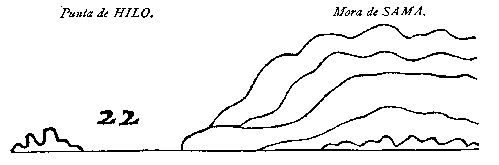 Punta de HILO. Mora de SAMA.
22